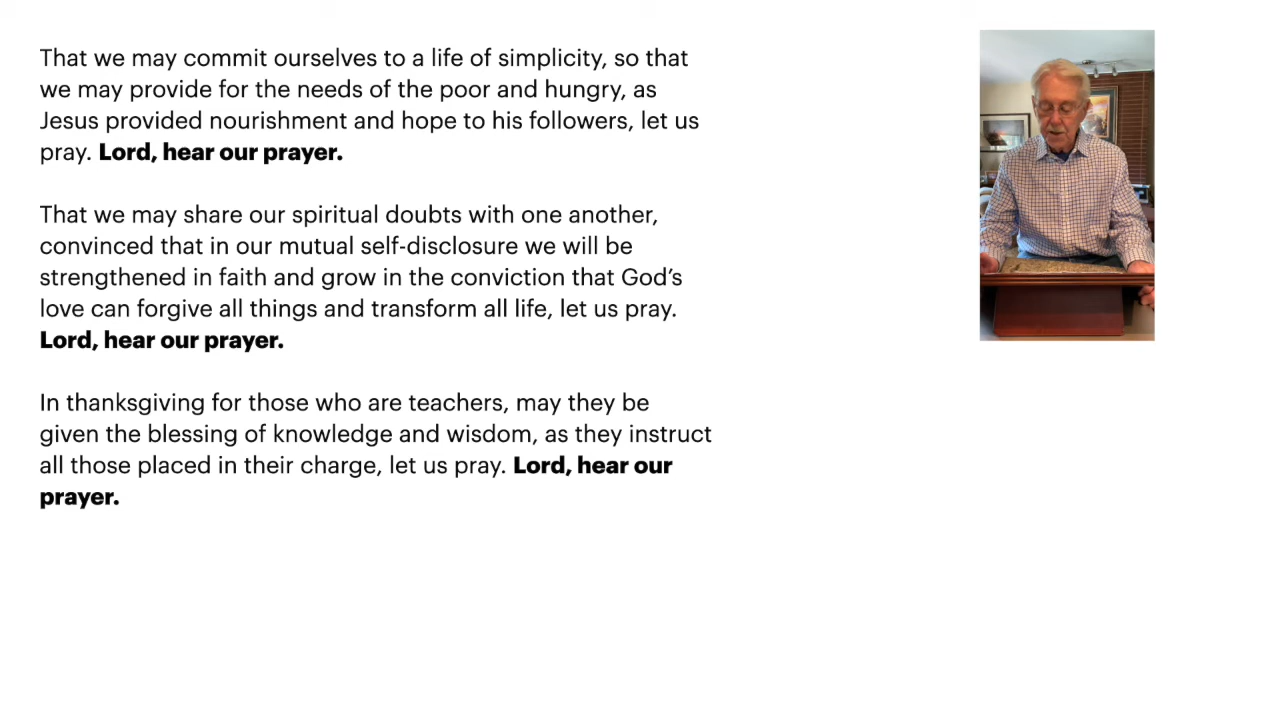 That we may commit ourselves to a life of simplicity, so that
we may provide for the needs of the poor and hungry, as
Jesus provided nourishment and hope to his followers, let us
pray. Lord, hear our prayer.
That we may share our spiritual doubts with one another,
convinced that in our mutual self-disclosure we will be
strengthened in faith and grow in the conviction that God’s
love can forgive all things and transform all life, let us pray.
Lord, hear our prayer.
In thanksgiving for those who are teachers, may they be
given the blessing of knowledge and wisdom, as they instruct
all those placed in their charge, let us pray. Lord, hear our
prayer.